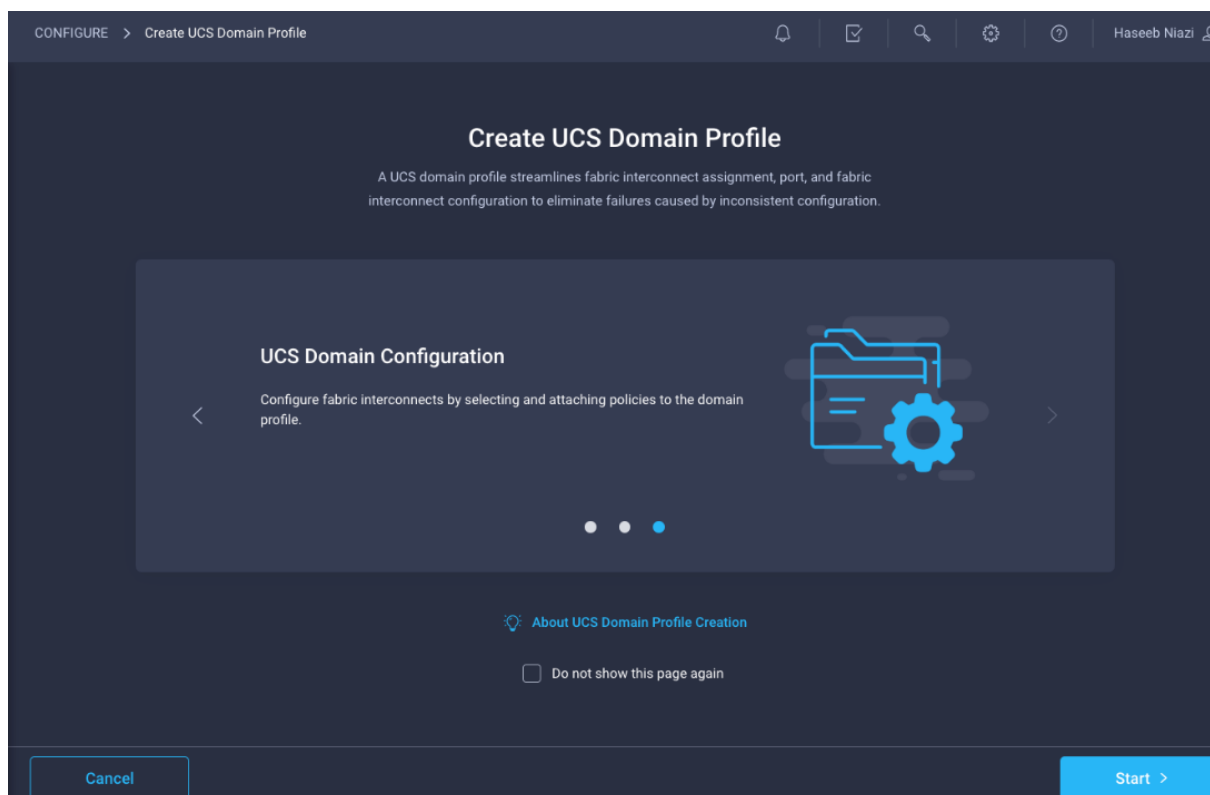 CONFIGURE > Create UCS Domain Profile
Haseeb Niazi
Create UCS Domain Profile
A UCS domain profile streamlines fabric interconnect assignment, port, and fabric
interconnect configuration to eliminate failures caused by inconsistent configuration.
UCS Domain Configuration
Configure fabric interconnects by selecting and attaching policies to the domain
profile.
About UCS Domain Profile Creation
Do not show this page again
Cancel
Start >